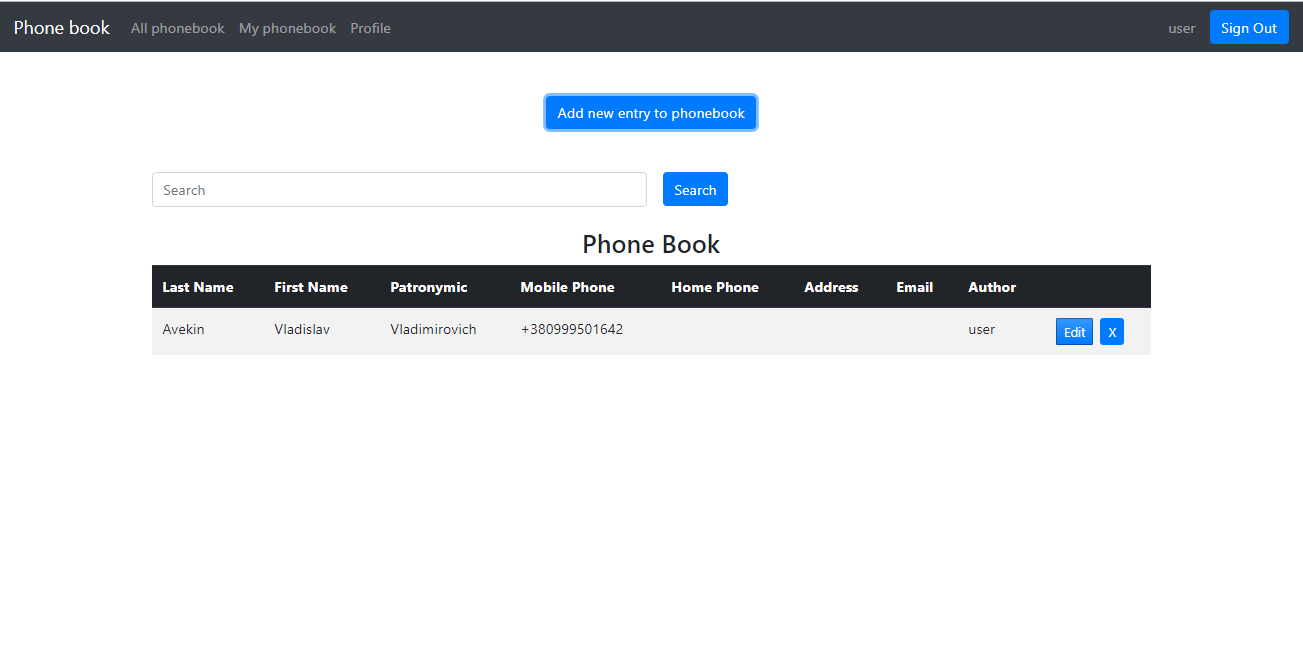 Phone book All phonebook My phonebook Profile user Sign Out
Add new entry to phonebook
Search Search
Phone Book
Last Name First Name Patronymic Mobile Phone Home Phone Address Email Author
Avekin Vladislav Vladimirovich +380999501642 user Edit X